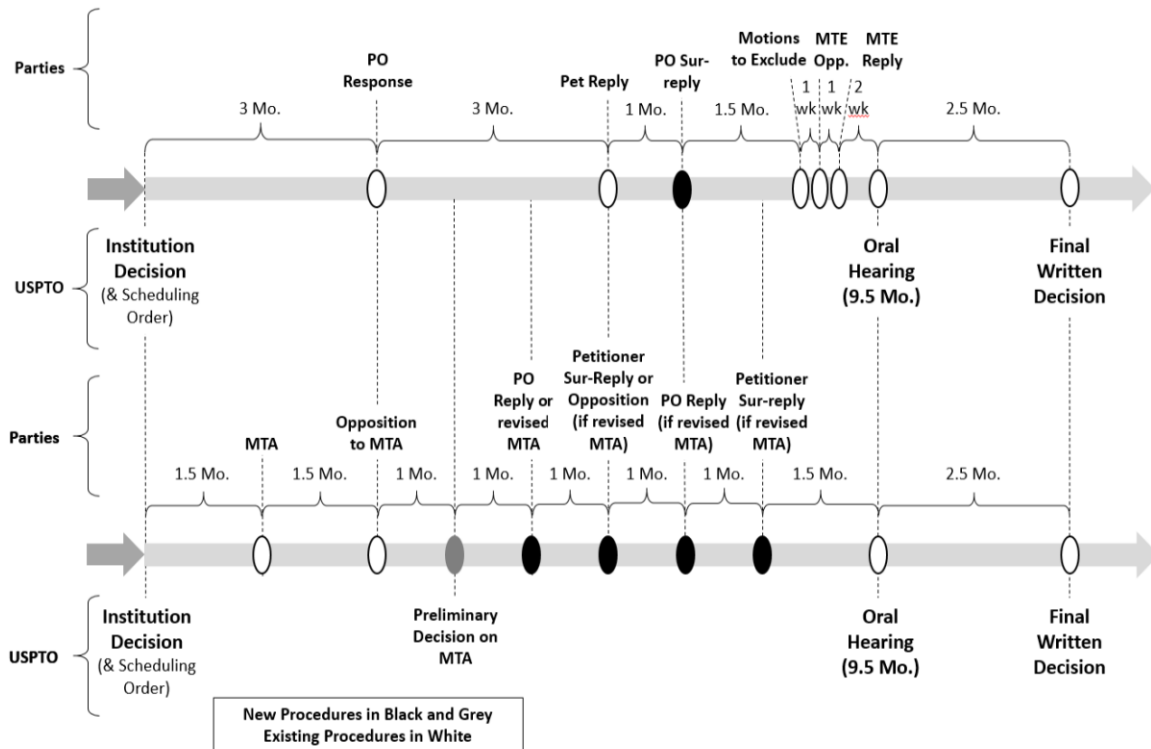 Parties
PO
Response
Pet Reply
PO Sur-
reply
Motions
to Exclude
MTE
Opp.
MTE
Reply
3 Mo.
3 Mo.
1 Mo.
1.5 Mo.
1
wk
1
wk
2
wk
2.5 Mo.
USPTO
Institution
Decision
(& Scheduling
Order)
Oral
Hearing
(9.5 Mo.)
Final
Written
Decision
Parties
MTA
Opposition
to MTA
PO
Reply or
revised
MTA
Petitioner
Sur-Reply or
Opposition
(if revised
MTA)
PO Reply
(if revised
MTA)
Petitioner
Sur-reply
(if revised
MTA)
1.5 Mo.
1.5 Mo.
1 Mo.
1 Mo.
1 Mo.
1 Mo.
1 Mo.
1.5 Mo.
2.5 Mo.
USPTO
Institution
Decision
(& Scheduling
Order)
Preliminary
Decision on
MTA
Oral
Hearing
(9.5 Mo.)
Final
Written
Decision
New Procedures in Black and Grey
Existing Procedures in White